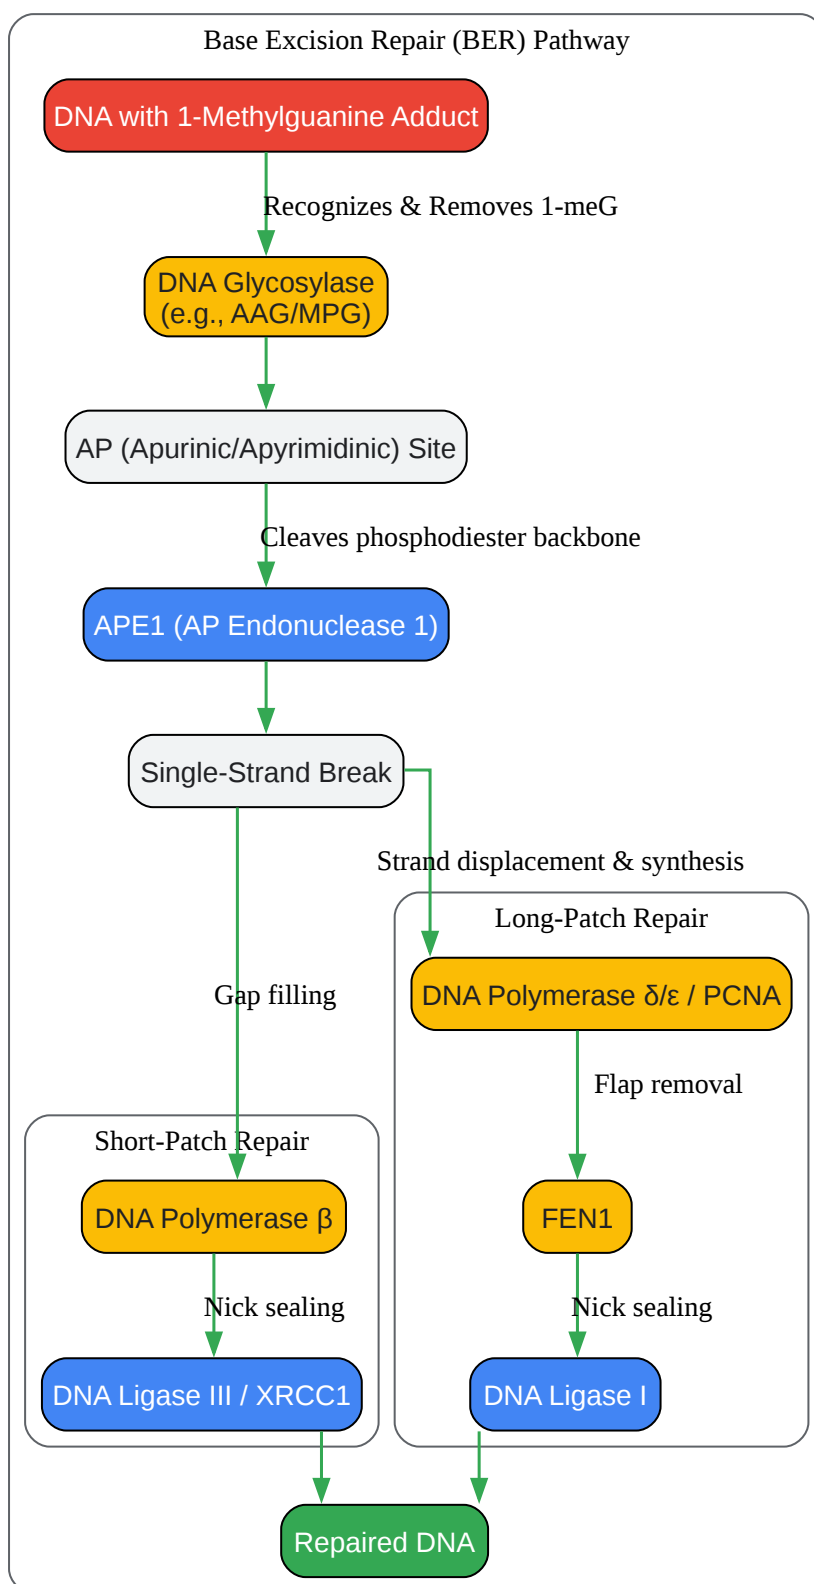 Base Excision Repair (BER) Pathway
DNA with 1-Methylguanine Adduct
Recognizes & Removes 1-meG
DNA Glycosylase
(e.g., AAG/MPG)
AP (Apurinic/Apyrimidinic) Site
Cleaves phosphodiester backbone
APE1 (AP Endonuclease 1)
Single-Strand Break
Strand displacement & synthesis
Long-Patch Repair
DNA Polymerase δ/ε / PCNA
Gap filling
Flap removal
Short-Patch Repair
DNA Polymerase β
FEN1
Nick sealing
Nick sealing
DNA Ligase III / XRCC1
DNA Ligase I
Repaired DNA